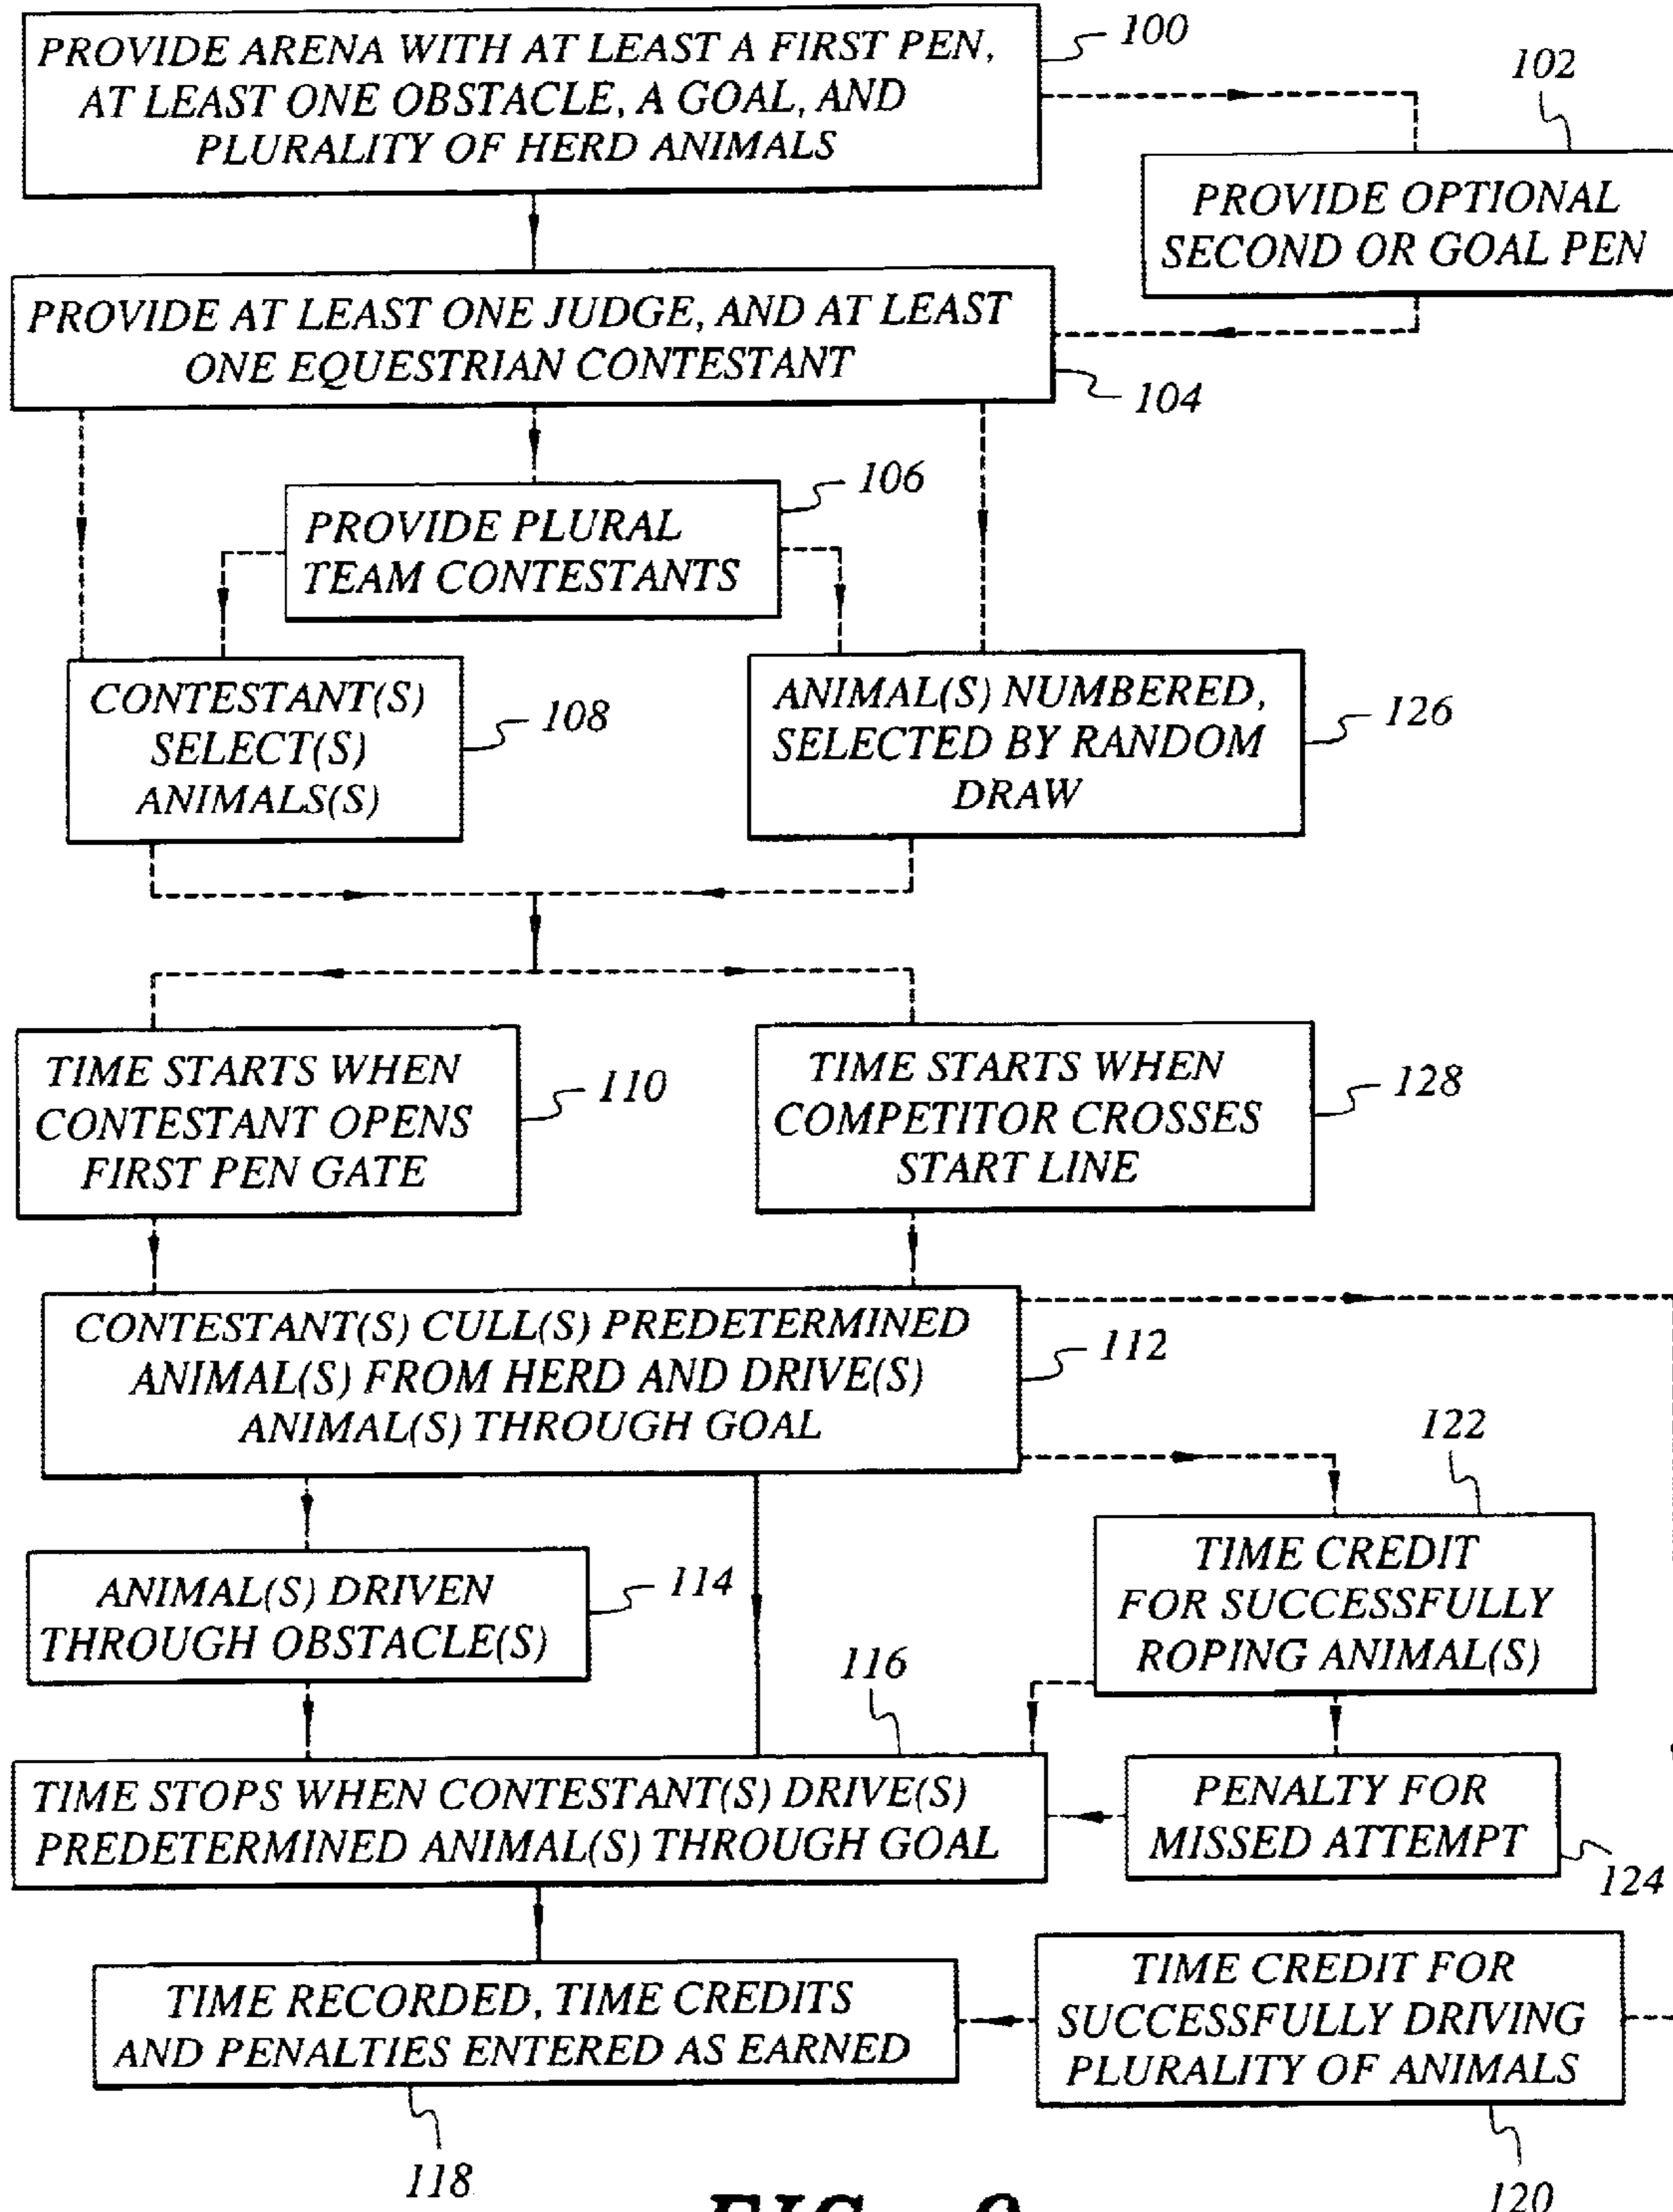 PROVIDE ARENA WITH AT LEAST A FIRST PEN,
AT LEAST ONE OBSTACLE, A GOAL, AND
PLURALITY OF HERD ANIMALS
100
102
PROVIDE OPTIONAL
SECOND OR GOAL PEN
PROVIDE AT LEAST ONE JUDGE, AND AT LEAST
ONE EQUESTRIAN CONTESTANT
104
106
PROVIDE PLURAL
TEAM CONTESTANTS
CONTESTANT(S)
SELECT(S)
ANIMALS(S)
108
ANIMAL(S) NUMBERED,
SELECTED BY RANDOM
DRAW
126
TIME STARTS WHEN
CONTESTANT OPENS
FIRST PEN GATE
110
TIME STARTS WHEN
COMPETITOR CROSSES
START LINE
128
CONTESTANT(S) CULL(S) PREDETERMINED
ANIMAL(S) FROM HERD AND DRIVE(S)
ANIMAL(S) THROUGH GOAL
112
122
TIME CREDIT
FOR SUCCESSFULLY
ROPING ANIMAL(S)
ANIMAL(S) DRIVEN
THROUGH OBSTACLE(S)
114
116
TIME STOPS WHEN CONTESTANT(S) DRIVE(S)
PREDETERMINED ANIMAL(S) THROUGH GOAL
PENALTY FOR
MISSED ATTEMPT
124
TIME RECORDED, TIME CREDITS
AND PENALTIES ENTERED AS EARNED
118
TIME CREDIT FOR
SUCCESSFULLY DRIVING
PLURALITY OF ANIMALS
120
FIG.